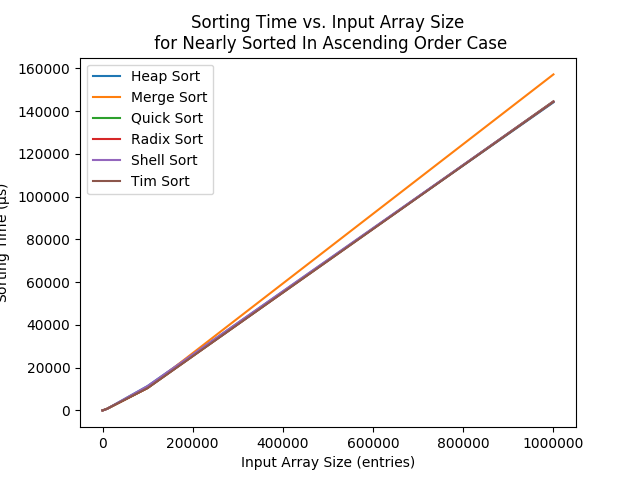 Sorting Time vs. Input Array Size
for Nearly Sorted In Ascending Order Case
Heap Sort
Merge Sort
Quick Sort
Radix Sort
Shell Sort
Tim Sort
160000
140000
120000
100000
80000
60000
40000
20000
0
Sorting Time (µs)
0 200000 400000 600000 800000 1000000
Input Array Size (entries)